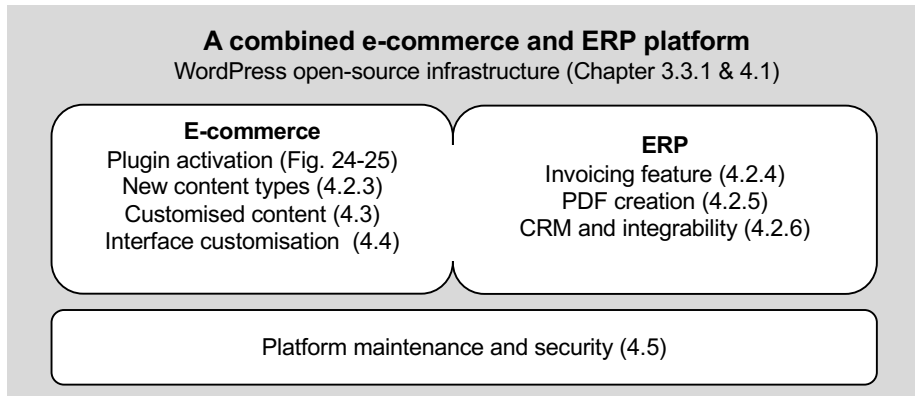 A combined e-commerce and ERP platform
WordPress open-source infrastructure (Chapter 3.3.1 & 4.1)
E-commerce
Plugin activation (Fig. 24-25)
New content types (4.2.3)
Customised content (4.3)
Interface customisation (4.4)
ERP
Invoicing feature (4.2.4)
PDF creation (4.2.5)
CRM and integrability (4.2.6)
Platform maintenance and security (4.5)